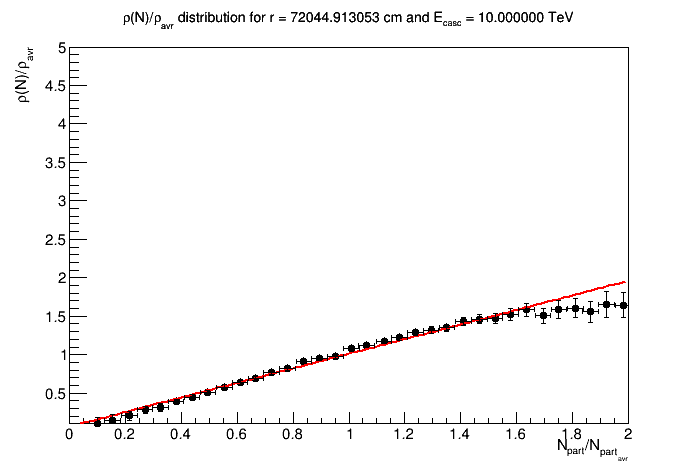 ρ(N)/ρavr distribution for r = 72044.913053 cm and Ecasc = 10.000000 TeV
ρ(N)/ρavr
5
4.5
4
3.5
3
2.5
2
1.5
1
0.5
0 0.2 0.4 0.6 0.8 1 1.2 1.4 1.6 1.8 2
Npart/Npartavr